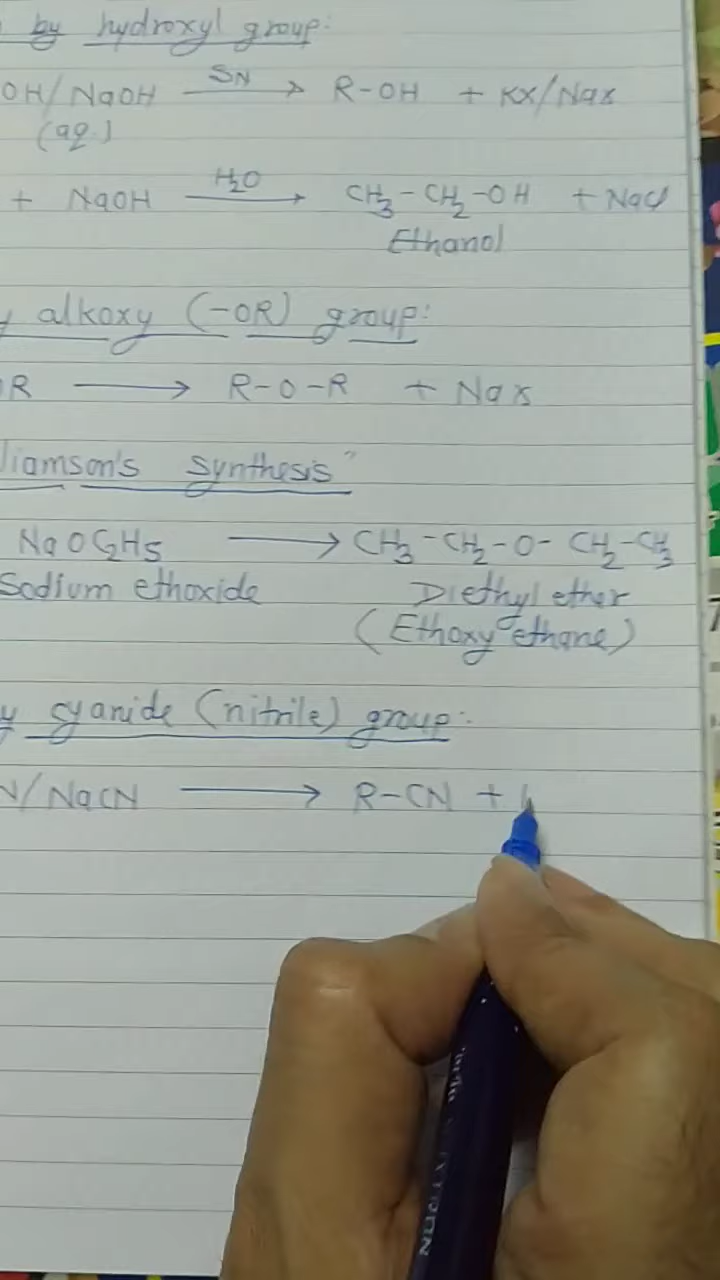 by hydroxyl group:
OH/NaOH SN→ R-OH + KX/NaX
(aq.)
+ NaOH H₂O→ CH₃-CH₂-OH + NaCl
Ethanol
y alkoxy (-OR) group:
OR → R-O-R + NaX
liamson's synthesis"
NaOC₂H₅ → CH₃-CH₂-O-CH₂-CH₃
Sodium ethoxide Diethyl ether
(Ethoxy ethane)
y cyanide (nitrile) group:-
N/NaCN → R-CN +